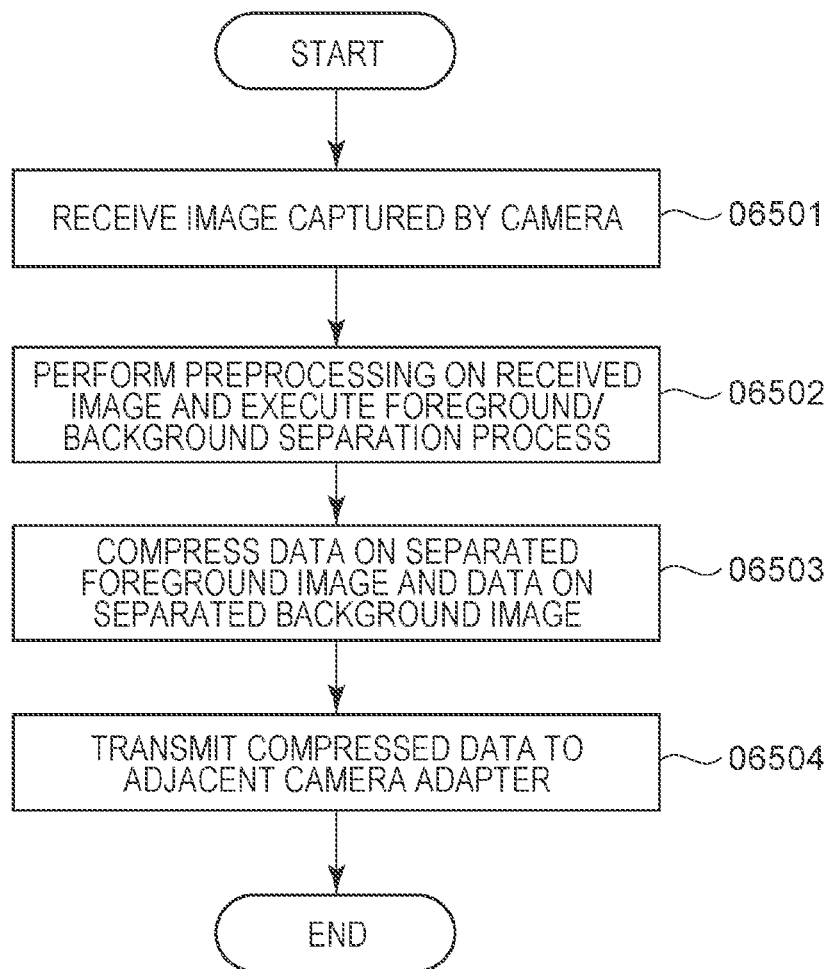 START
RECEIVE IMAGE CAPTURED BY CAMERA
06501
PERFORM PREPROCESSING ON RECEIVED
IMAGE AND EXECUTE FOREGROUND/
BACKGROUND SEPARATION PROCESS
06502
COMPRESS DATA ON SEPARATED
FOREGROUND IMAGE AND DATA ON
SEPARATED BACKGROUND IMAGE
06503
TRANSMIT COMPRESSED DATA TO
ADJACENT CAMERA ADAPTER
06504
END